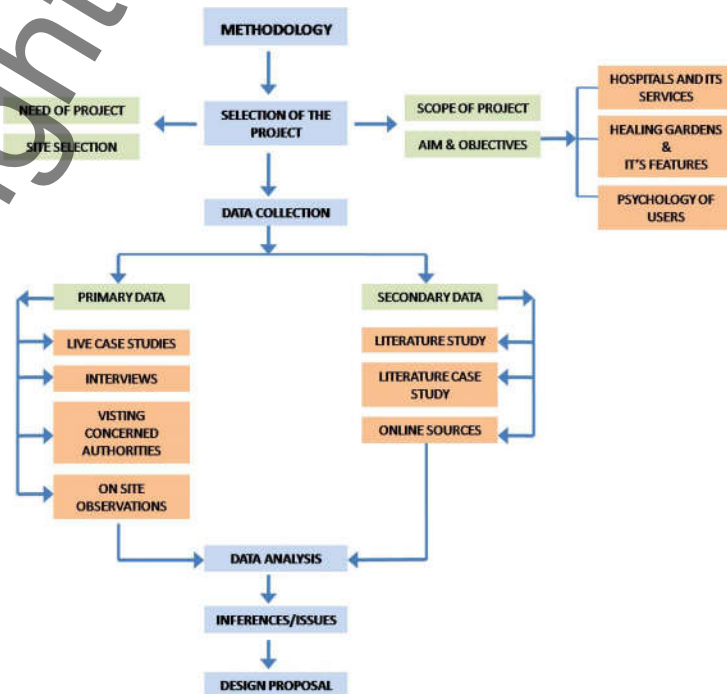 METHODOLOGY
NEED OF PROJECT
SITE SELECTION
SELECTION OF THE
PROJECT
SCOPE OF PROJECT
AIM & OBJECTIVES
HOSPITALS AND ITS
SERVICES
HEALING GARDENS
&
IT'S FEATURES
PSYCHOLOGY OF
USERS
DATA COLLECTION
PRIMARY DATA
LIVE CASE STUDIES
INTERVIEWS
VISTING
CONCERNED
AUTHORITIES
ON SITE
OBSERVATIONS
SECONDARY DATA
LITERATURE STUDY
LITERATURE CASE
STUDY
ONLINE SOURCES
DATA ANALYSIS
INFERENCES/ISSUES
DESIGN PROPOSAL